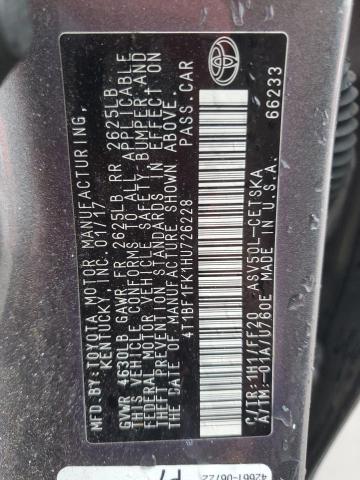 MFD.BY:TOYOTA MOTOR MANUFACTURING,
KENTUCKY, INC. 01/17
GVWR 4630LB GAWR FR 2625LB RR 2625LB
THIS VEHICLE CONFORMS TO ALL APPLICABLE
FEDERAL MOTOR VEHICLE SAFETY, BUMPER AND
THEFT PREVENTION STANDARDS IN EFFECT ON
THE DATE OF MANUFACTURE SHOWN ABOVE.
4T1BF1FK1HU726228 PASS.CAR
C/TR:1H1/FF20 ASV50L-CETSKA
A/TM:-01A/U760E MADE IN U.S.A.
66233
42661-06722